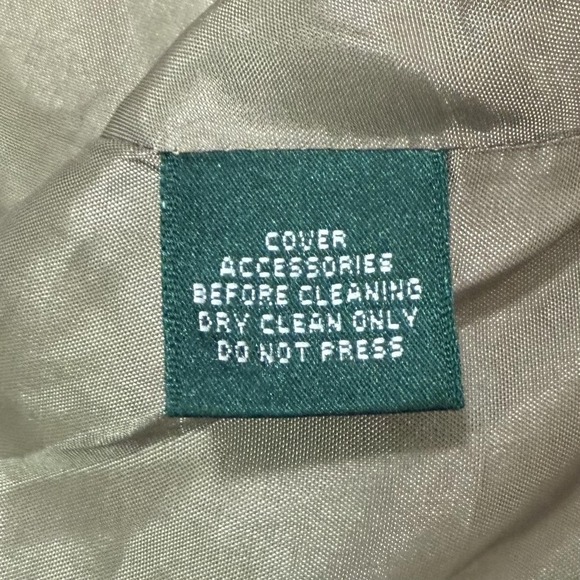 COVER
ACCESSORIES
BEFORE CLEANING
DRY CLEAN ONLY
DO NOT PRESS